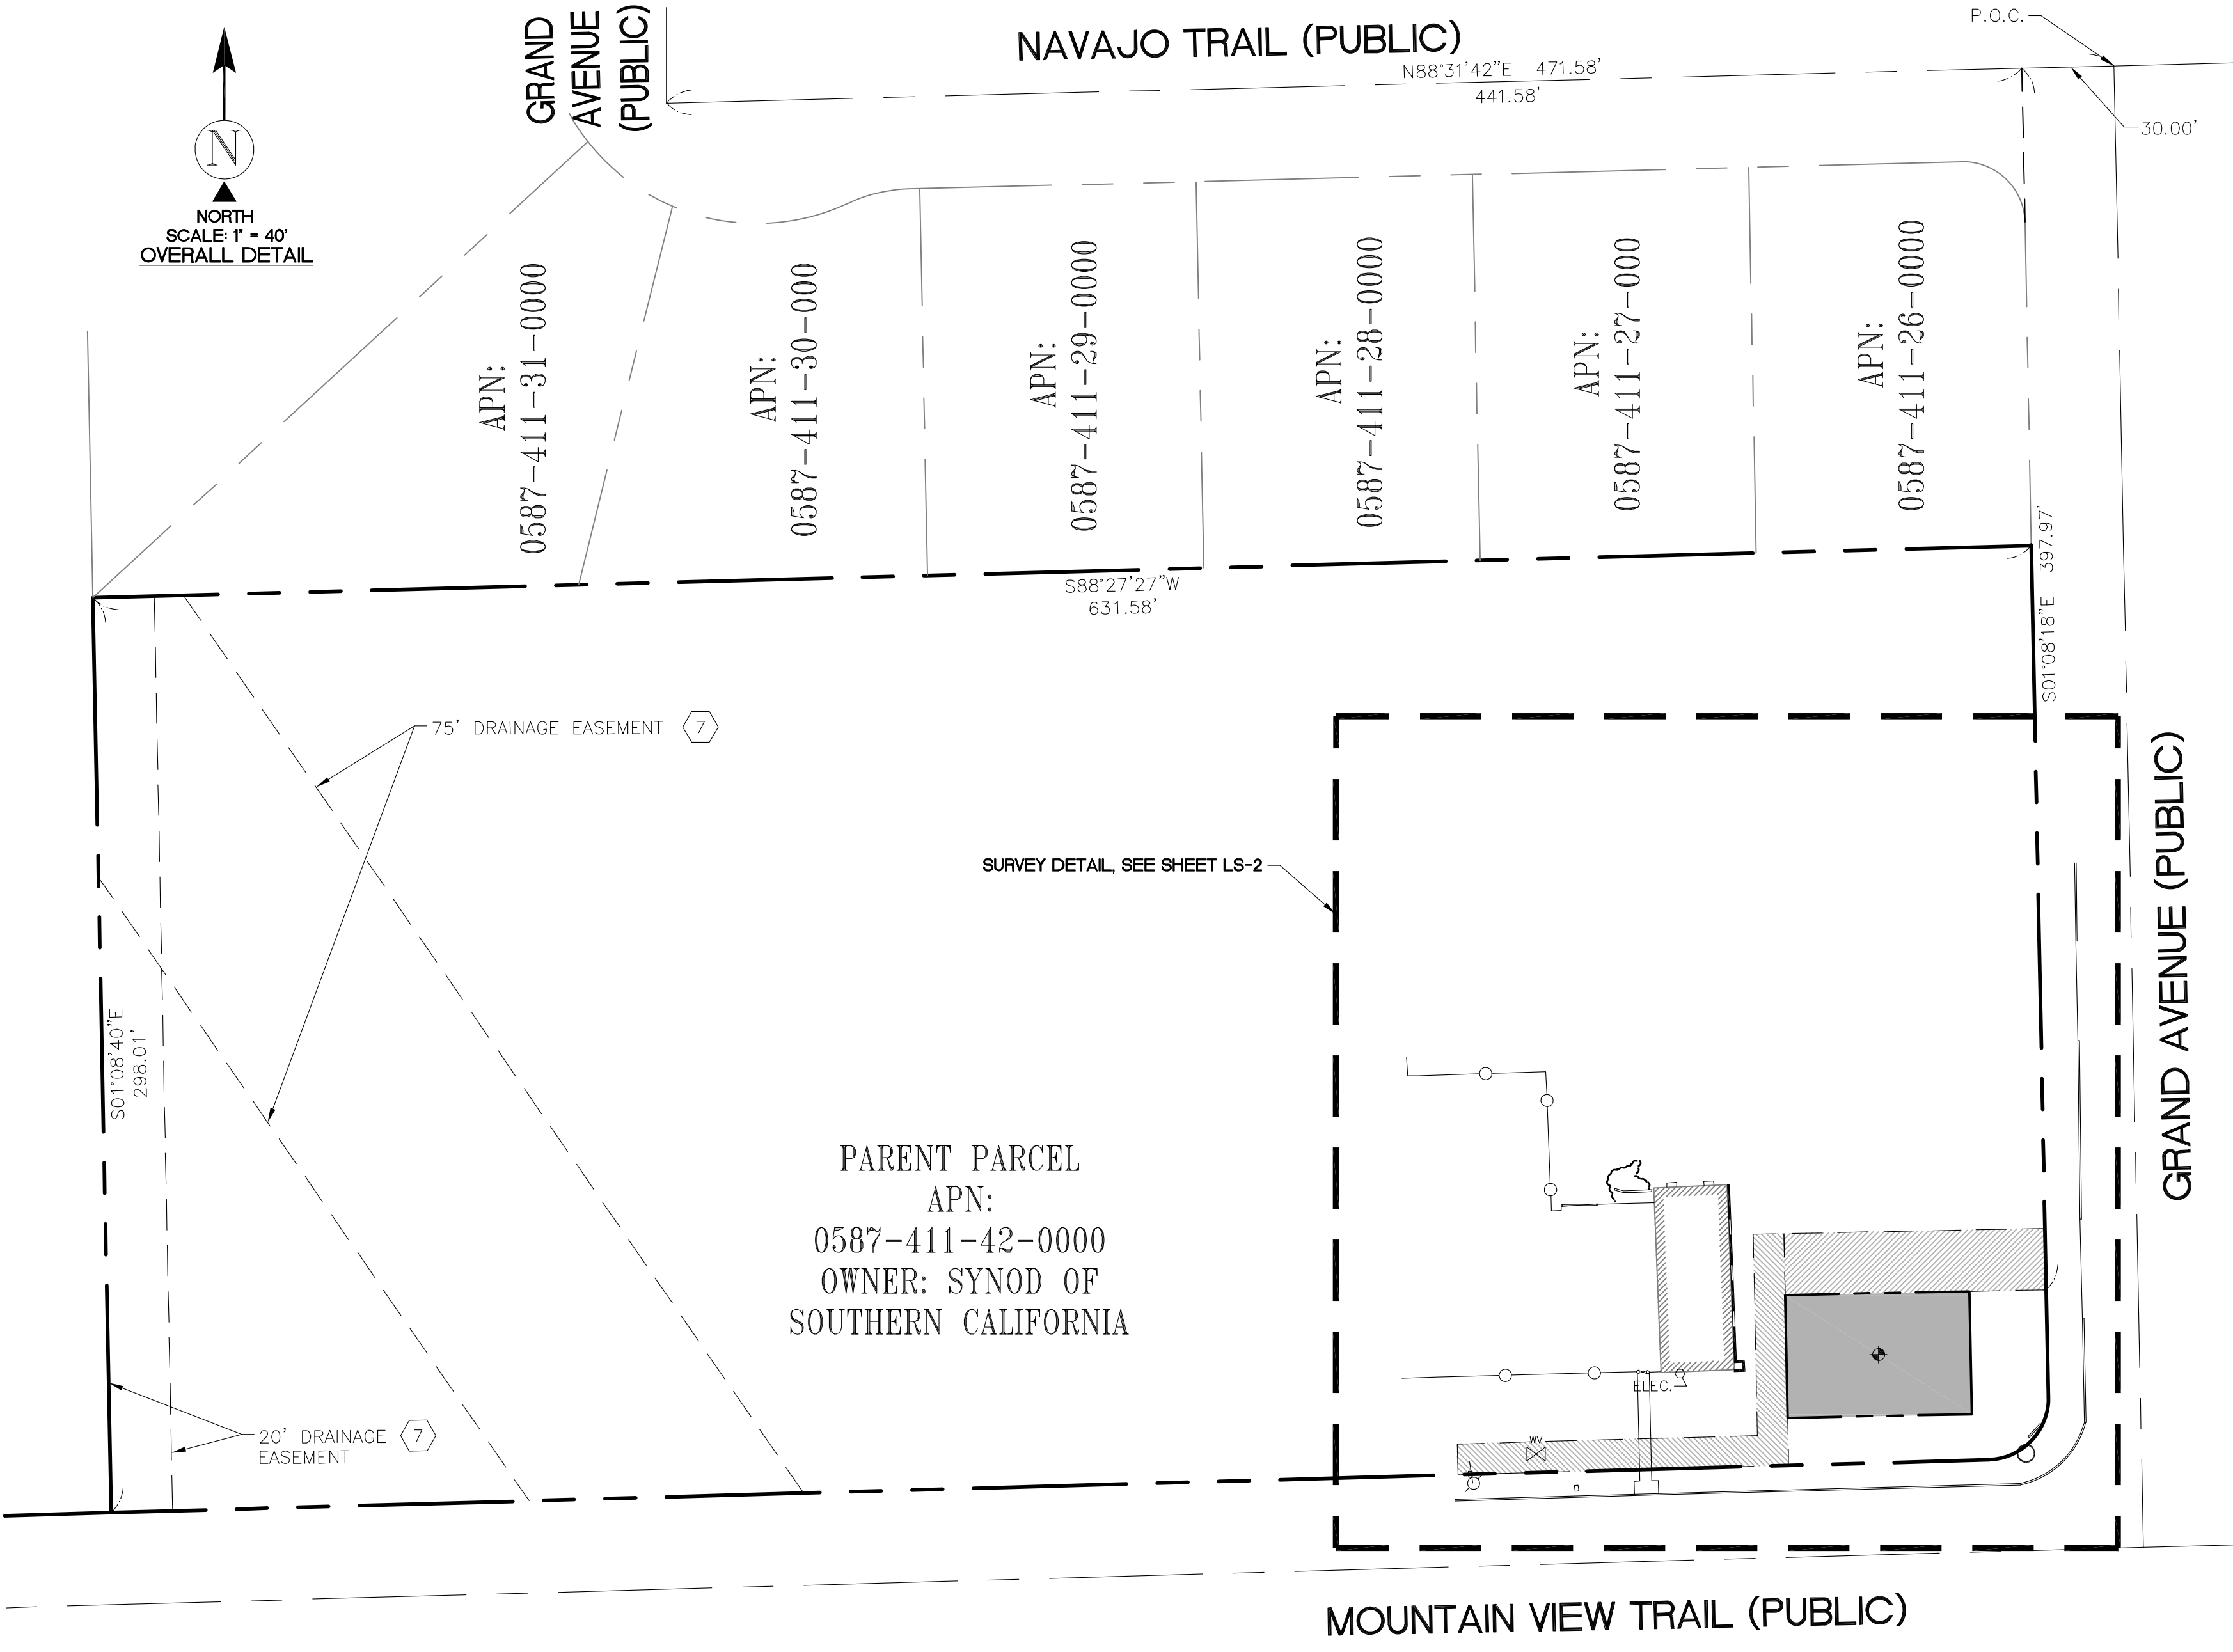 GRAND
AVENUE
(PUBLIC)
NAVAJO TRAIL (PUBLIC)
P.O.C.
N88°31'42"E 471.58'
441.58'
30.00'
N
NORTH
SCALE: 1" = 40'
OVERALL DETAIL
APN:
0587-411-31-0000
APN:
0587-411-30-000
APN:
0587-411-29-0000
APN:
0587-411-28-0000
APN:
0587-411-27-000
APN:
0587-411-26-0000
S88°27'27"W
631.58'
S01°08'18"E 397.97'
75' DRAINAGE EASEMENT 7
SURVEY DETAIL, SEE SHEET LS-2
GRAND AVENUE (PUBLIC)
S01°08'40"E
298.01'
PARENT PARCEL
APN:
0587-411-42-0000
OWNER: SYNOD OF
SOUTHERN CALIFORNIA
ELEC.
WV
20' DRAINAGE 7
EASEMENT
MOUNTAIN VIEW TRAIL (PUBLIC)